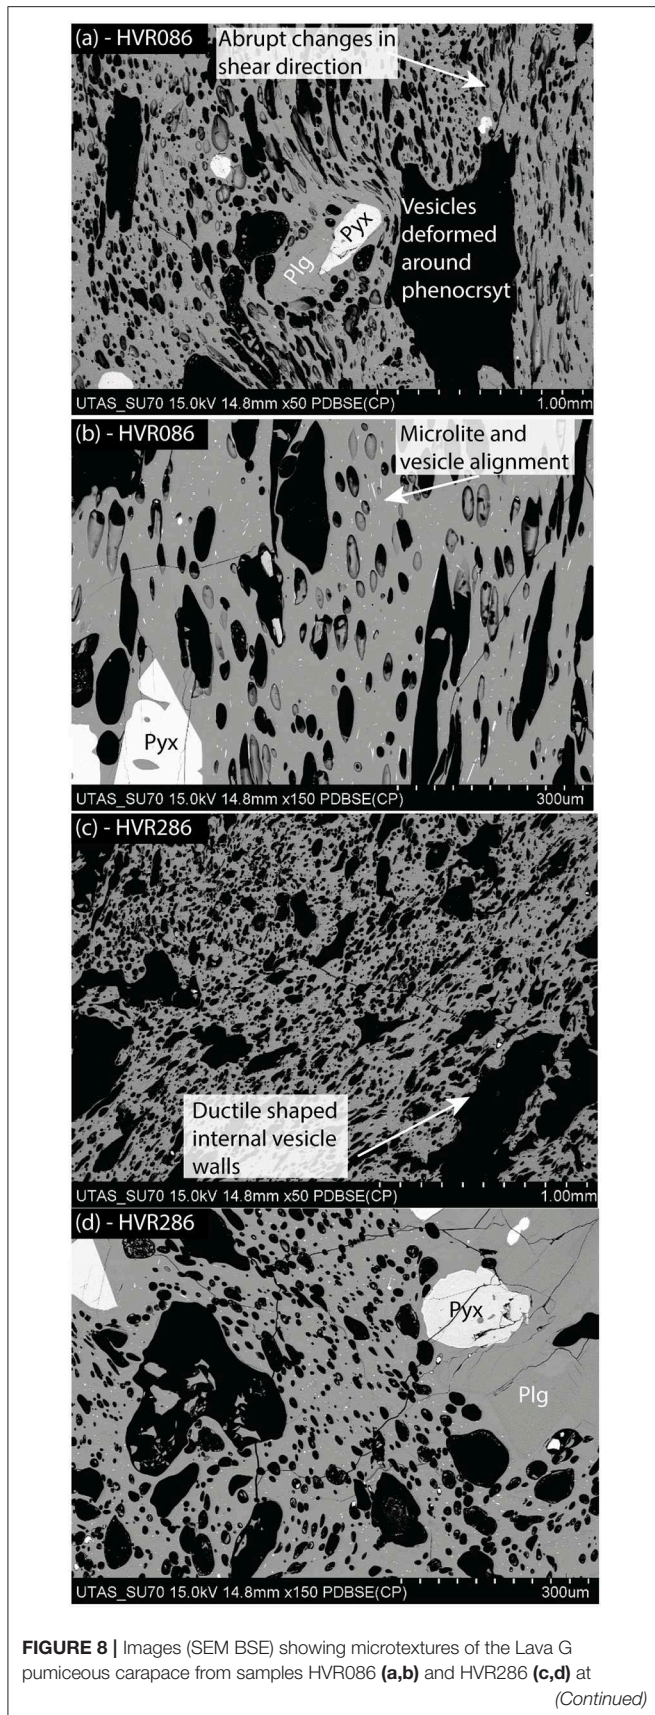 (a) - HVR086
Abrupt changes in
shear direction
Vesicles
deformed
around
phenocrsyt
Pyx
Plg
UTAS_SU70 15.0kV 14.8mm x50 PDBSE(CP)
1.00mm
(b) - HVR086
Microlite and
vesicle alignment
Pyx
UTAS_SU70 15.0kV 14.8mm x150 PDBSE(CP)
300um
(c) - HVR286
Ductile shaped
internal vesicle
walls
UTAS_SU70 15.0kV 14.8mm x50 PDBSE(CP)
1.00mm
(d) - HVR286
Pyx
Plg
UTAS_SU70 15.0kV 14.8mm x150 PDBSE(CP)
300um
FIGURE 8 | Images (SEM BSE) showing microtextures of the Lava G
pumiceous carapace from samples HVR086 (a,b) and HVR286 (c,d) at
(Continued)